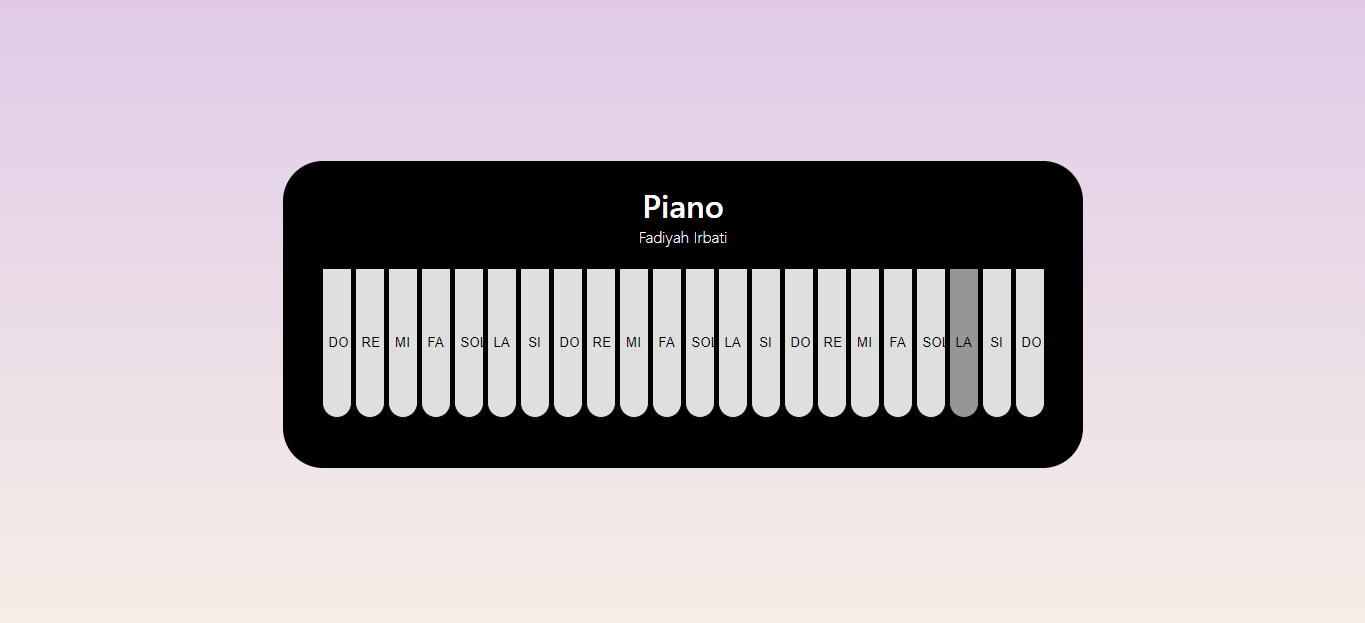 Piano
Fadiyah Irbati
DO RE MI FA SOL LA SI DO RE MI FA SOL LA SI DO RE MI FA SOL LA SI DO